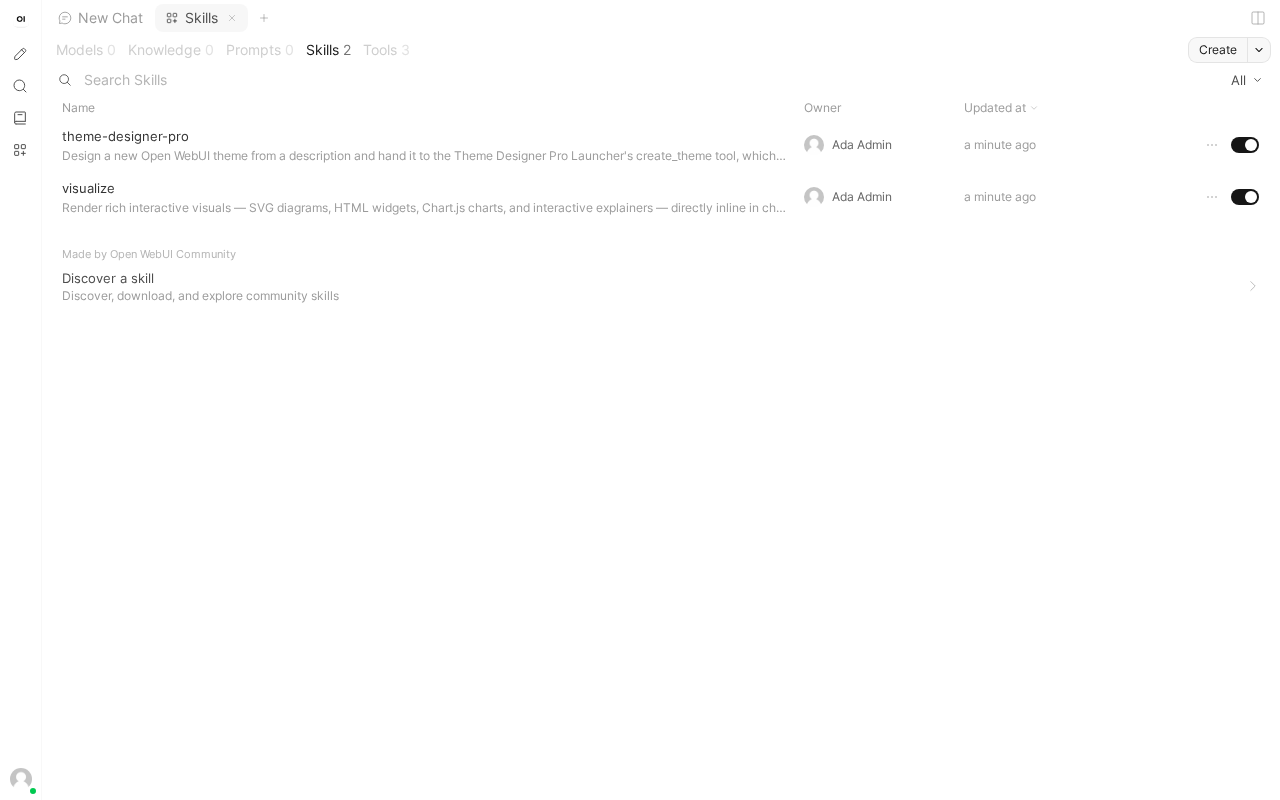 OI
New Chat
Skills
Models 0 Knowledge 0 Prompts 0 Skills 2 Tools 3
Create
Search Skills
All
Name Owner Updated at
theme-designer-pro
Design a new Open WebUI theme from a description and hand it to the Theme Designer Pro Launcher's create_theme tool, which...
Ada Admin
a minute ago
visualize
Render rich interactive visuals — SVG diagrams, HTML widgets, Chart.js charts, and interactive explainers — directly inline in ch...
Ada Admin
a minute ago
Made by Open WebUI Community
Discover a skill
Discover, download, and explore community skills